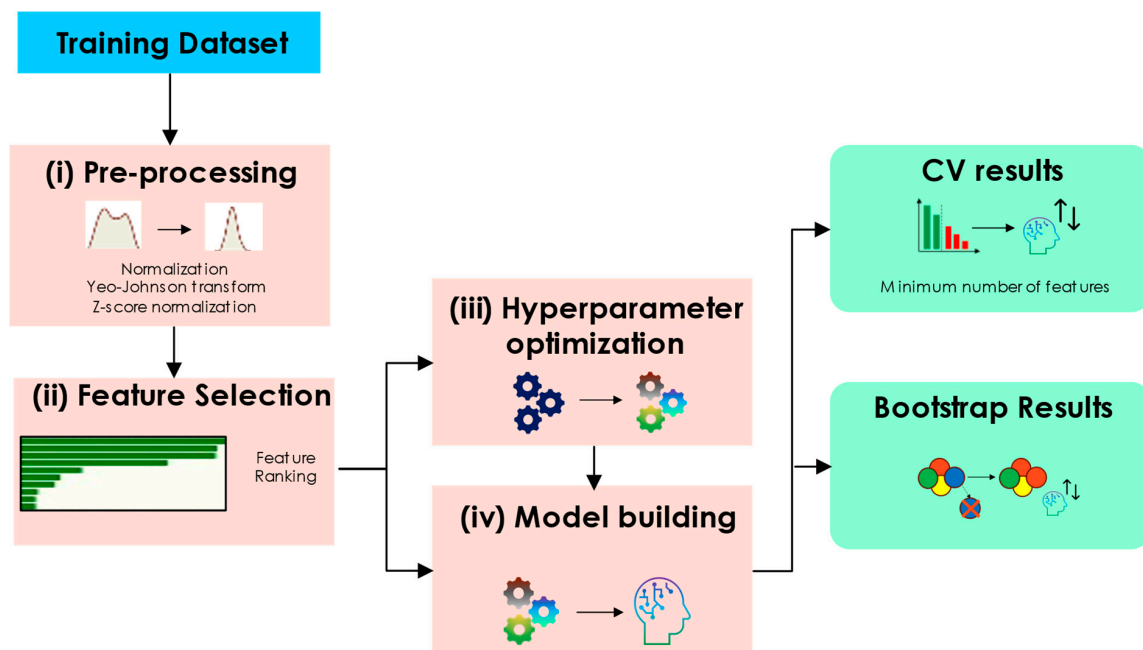 Training Dataset
(i) Pre-processing
Normalization
Yeo-Johnson transform
Z-score normalization
(ii) Feature Selection
Feature
Ranking
(iii) Hyperparameter
optimization
(iv) Model building
CV results
Minimum number of features
Bootstrap Results